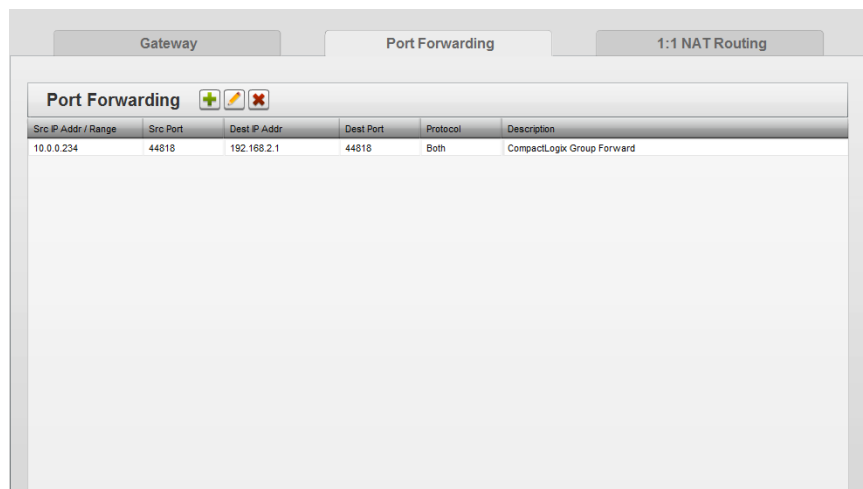 Gateway Port Forwarding 1:1 NAT Routing
Port Forwarding
Src IP Addr / Range Src Port Dest IP Addr Dest Port Protocol Description
10.0.0.234 44818 192.168.2.1 44818 Both CompactLogix Group Forward